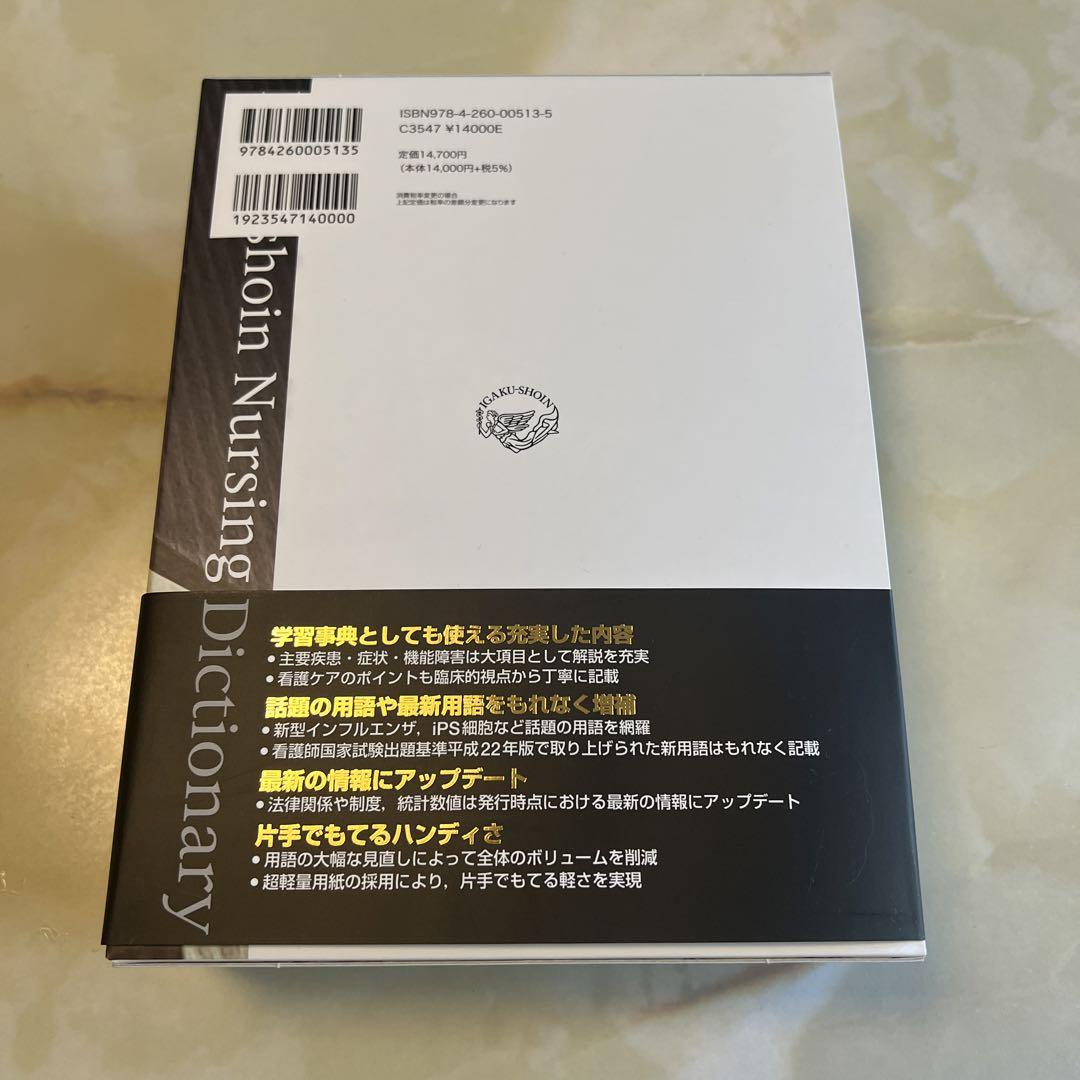 9784260005135
1923547140000
ISBN978-4-260-00513-5
C3547 ¥14000E
定価14,700円
（本体14,000円+税5%）
消費税率変更の場合
上記定価は税率の差額分変更になります
shoin Nursing Dictionary
IGAKU-SHOIN
学習事典としても使える充実した内容
●主要疾患・症状・機能障害は大項目として解説を充実
●看護ケアのポイントも臨床的視点から丁寧に記載
話題の用語や最新用語をもれなく増補
●新型インフルエンザ，iPS細胞など話題の用語を網羅
●看護師国家試験出題基準平成22年版で取り上げられた新用語はもれなく記載
最新の情報にアップデート
●法律関係や制度，統計数値は発行時点における最新の情報にアップデート
片手でもてるハンディさ
●用語の大幅な見直しによって全体のボリュームを削減
●超軽量用紙の採用により，片手でもてる軽さを実現